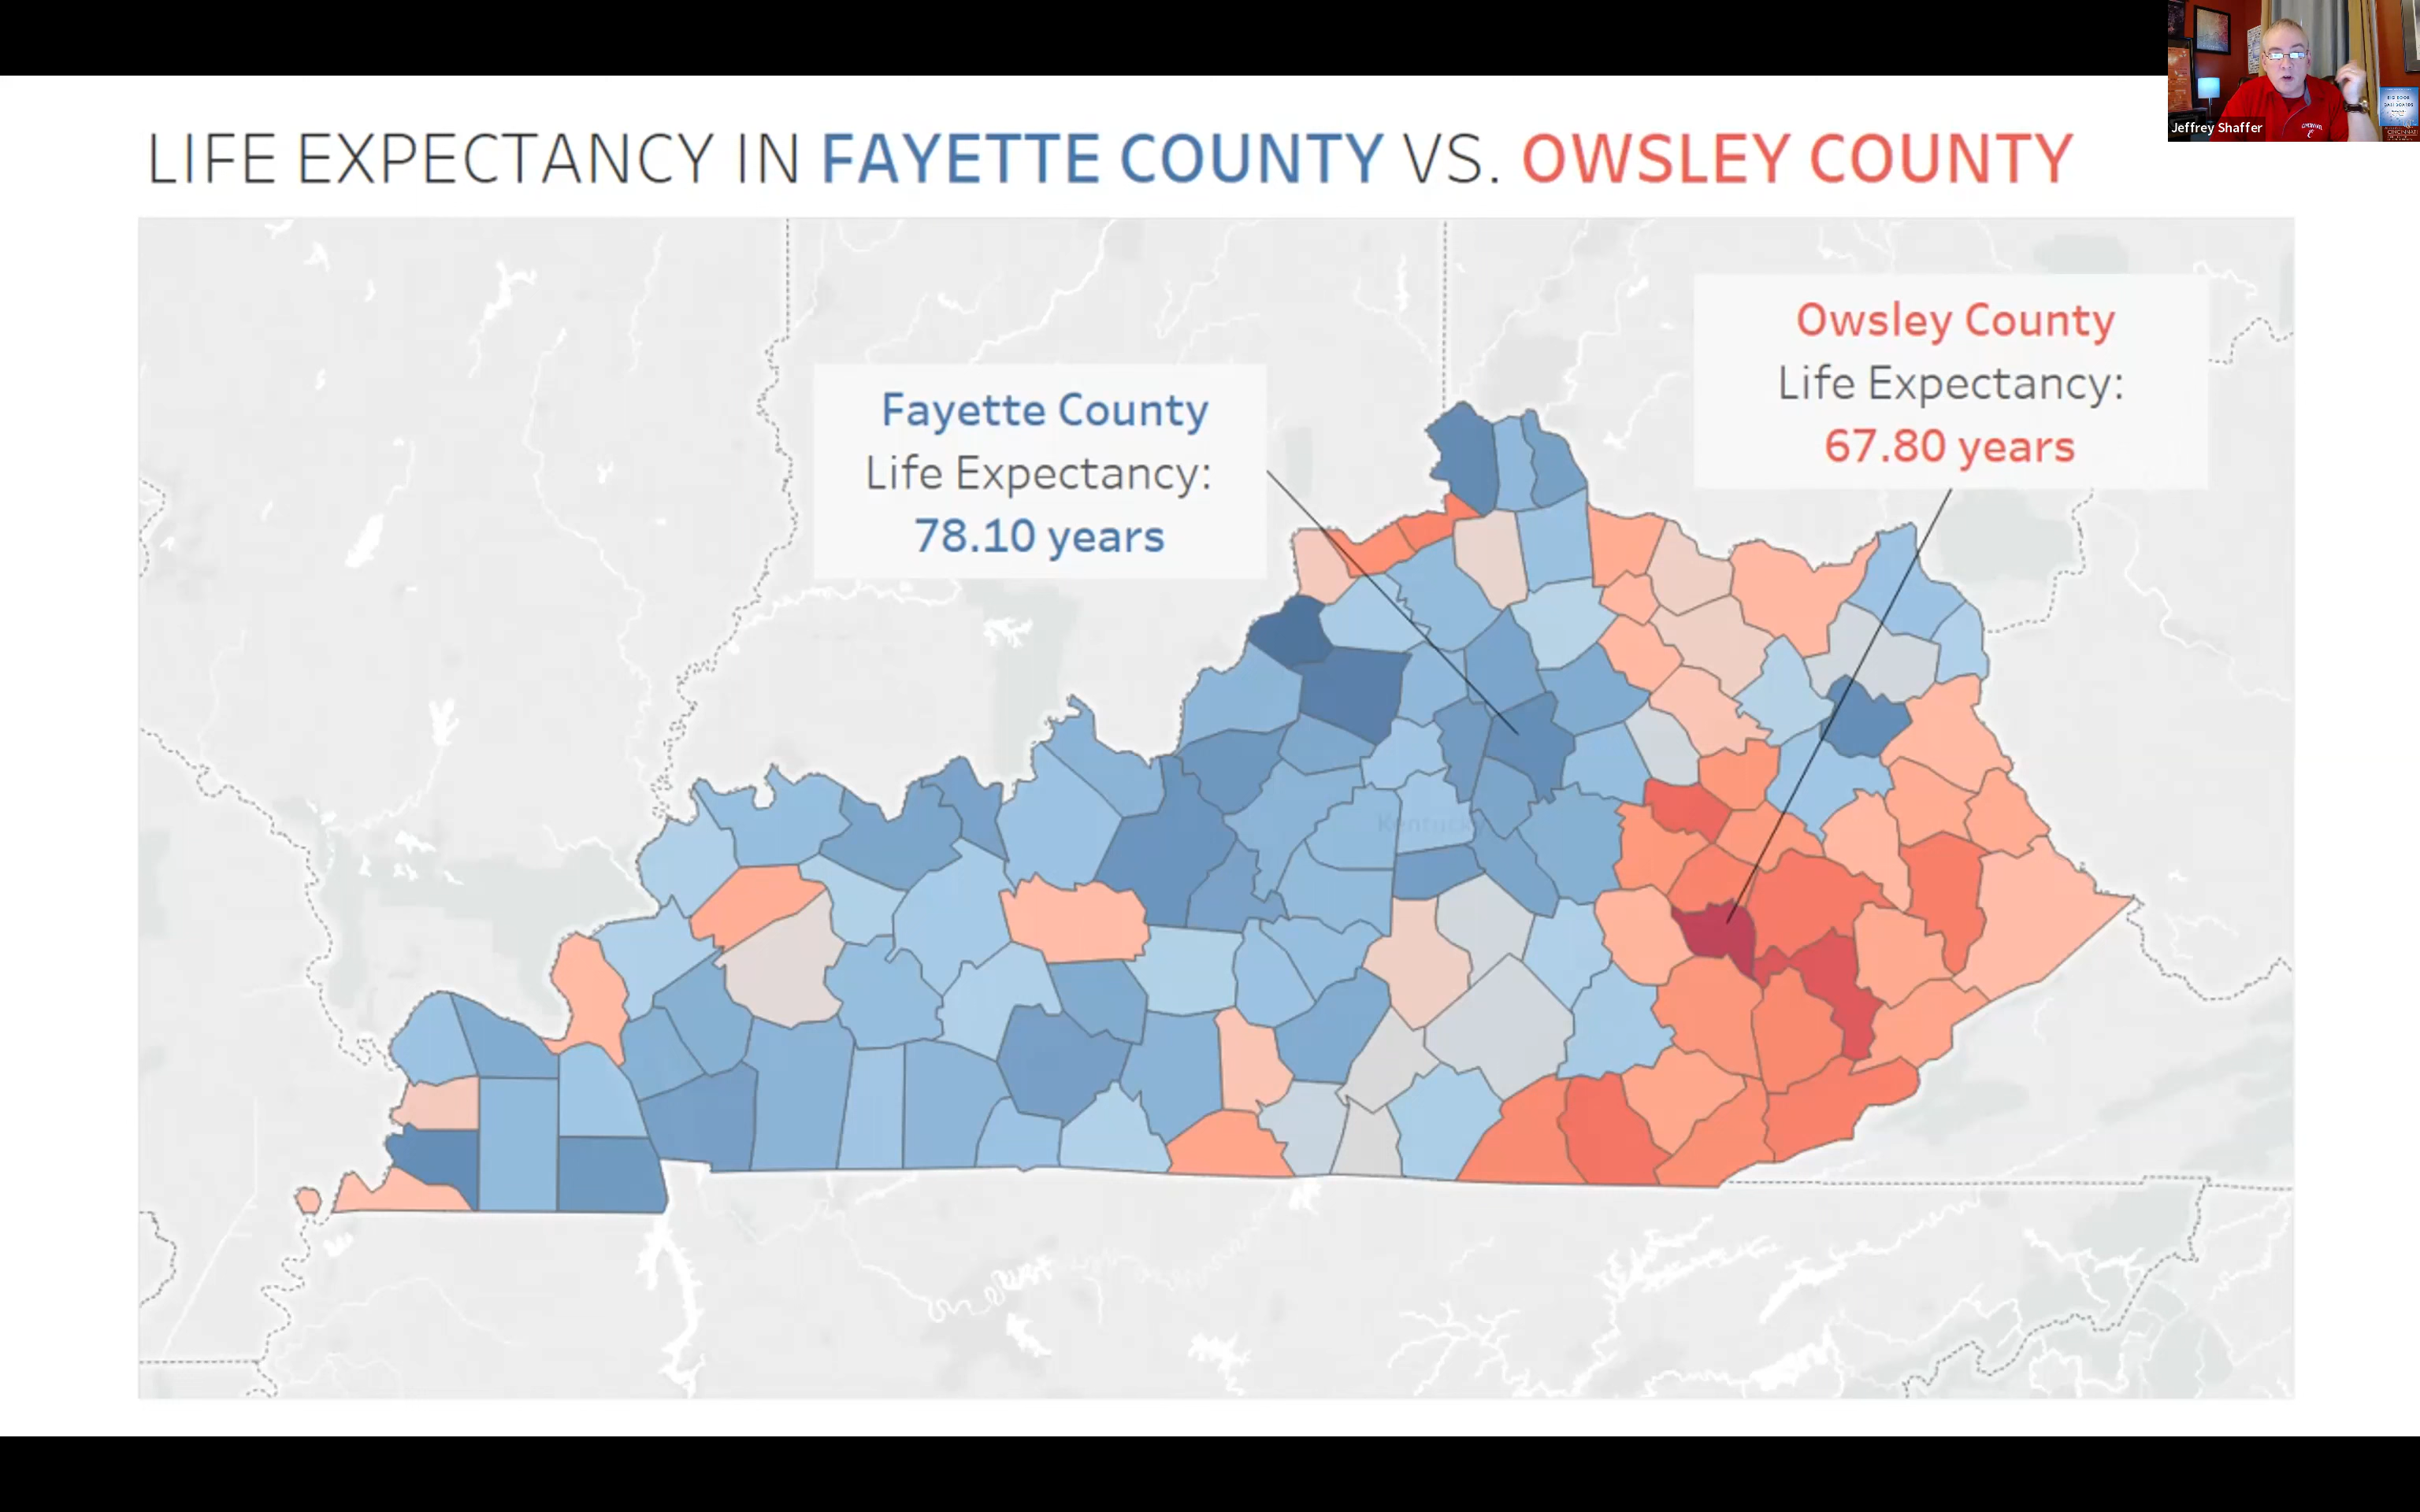 LIFE EXPECTANCY IN FAYETTE COUNTY VS. OWSLEY COUNTY
Jeffrey Shaffer
Owsley County
Life Expectancy:
67.80 years
Fayette County
Life Expectancy:
78.10 years
Kentucky